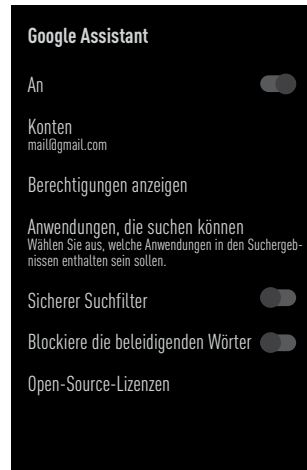 Google Assistant
An
Konten
mail@gmail.com
Berechtigungen anzeigen
Anwendungen, die suchen können
Wählen Sie aus, welche Anwendungen in den Suchergeb-
nissen enthalten sein sollen.
Sicherer Suchfilter
Blockiere die beleidigenden Wörter
Open-Source-Lizenzen